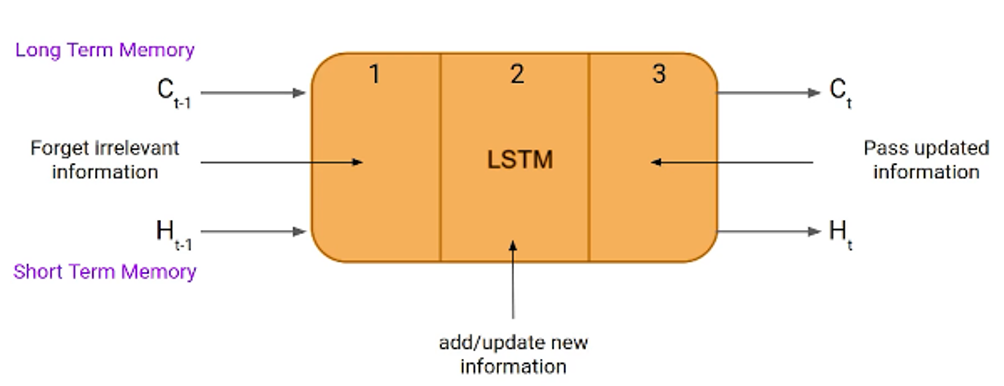 Long Term Memory
1
2
3
C t-1
C t
Forget irrelevant
information
LSTM
Pass updated
information
H t-1
H t
Short Term Memory
add/update new
information